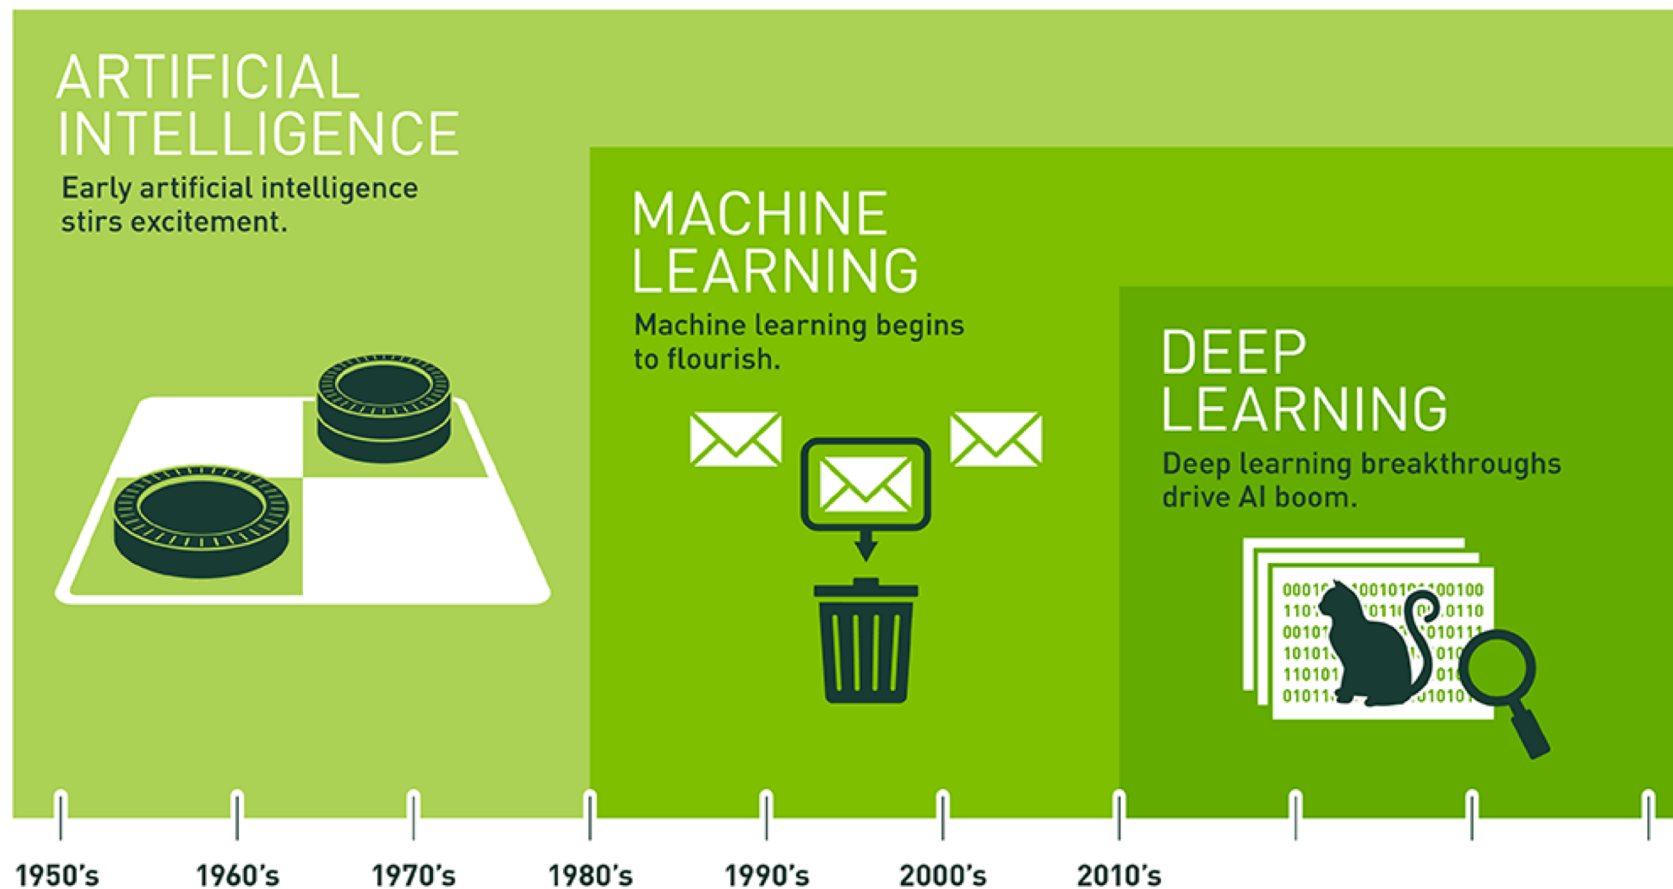 ARTIFICIAL
INTELLIGENCE
Early artificial intelligence
stirs excitement.
MACHINE
LEARNING
Machine learning begins
to flourish.
DEEP
LEARNING
Deep learning breakthroughs
drive AI boom.
1950's 1960's 1970's 1980's 1990's 2000's 2010's